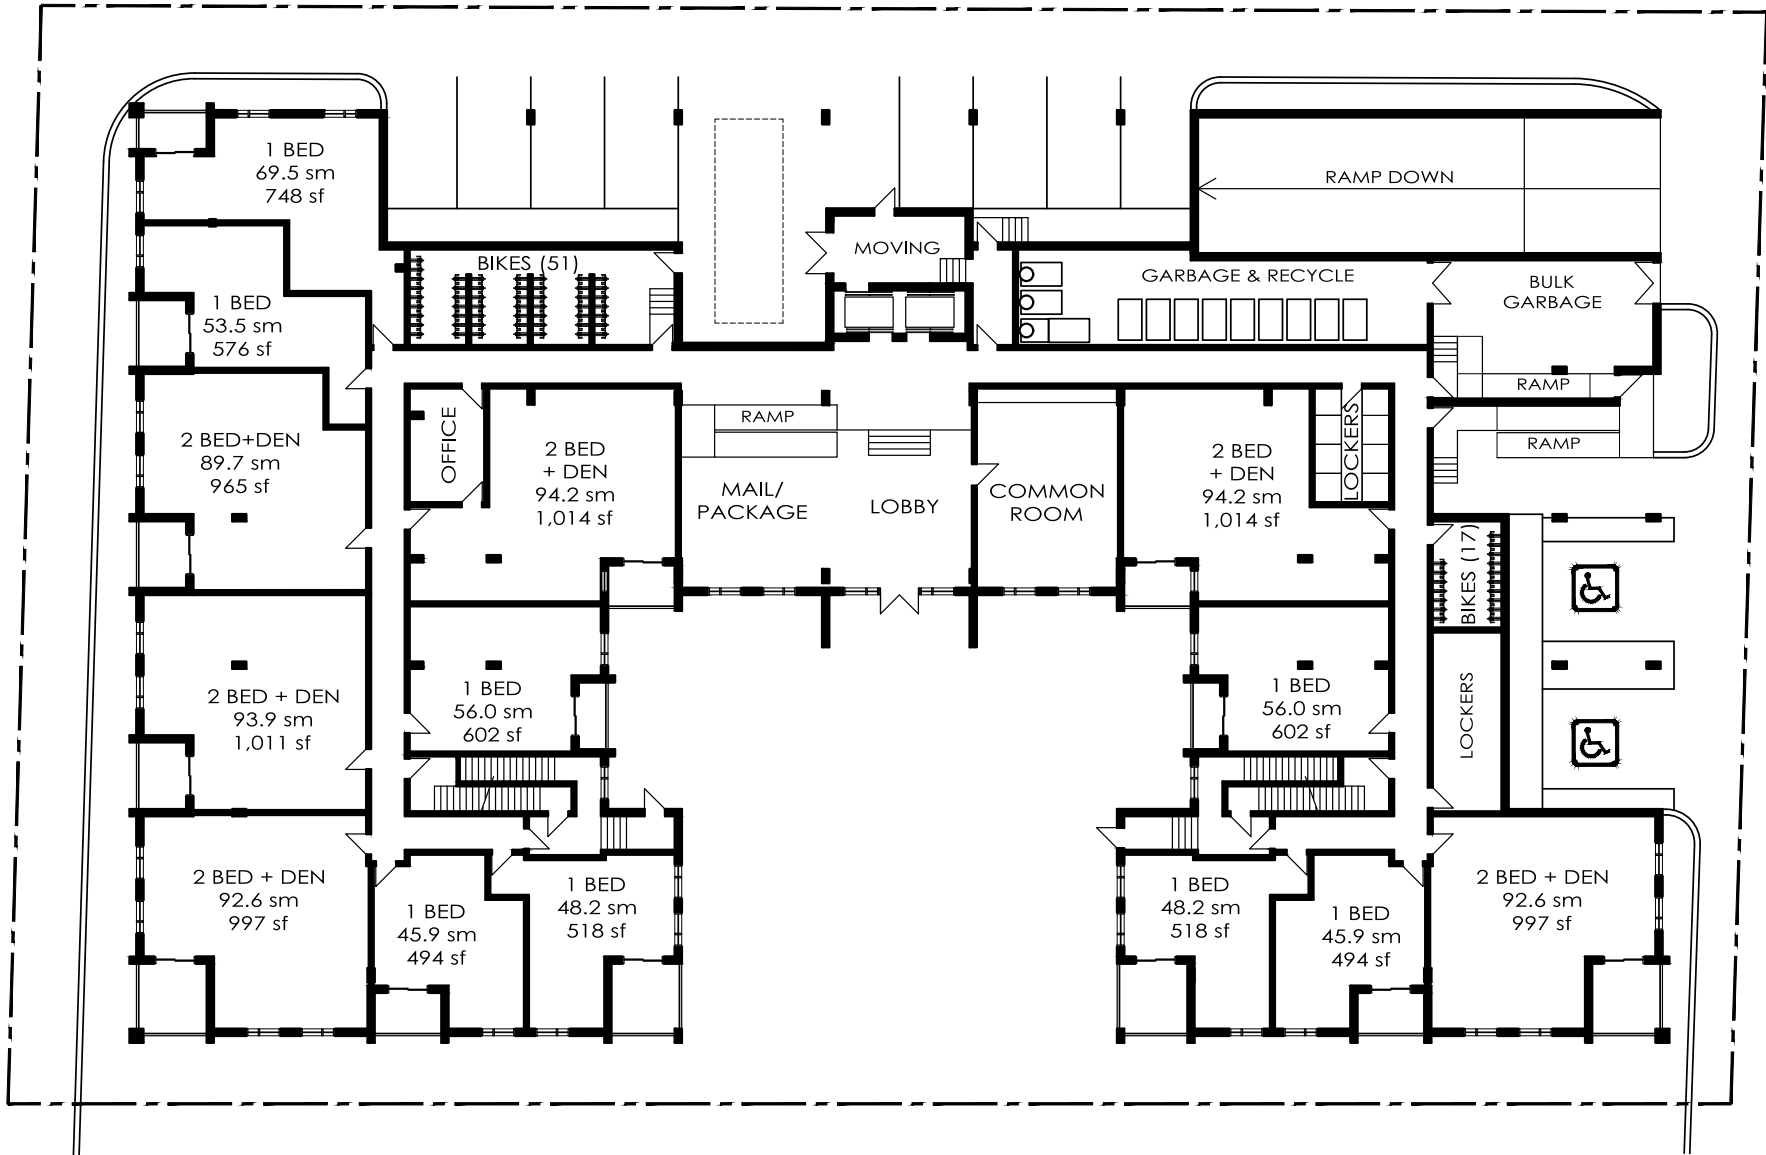 1 BED
69.5 sm
748 sf
RAMP DOWN
MOVING
BIKES (51)
GARBAGE & RECYCLE
BULK
GARBAGE
1 BED
53.5 sm
576 sf
RAMP
RAMP
RAMP
OFFICE
LOCKERS
2 BED+DEN
89.7 sm
965 sf
2 BED
+ DEN
94.2 sm
1,014 sf
MAIL/
PACKAGE
LOBBY
COMMON
ROOM
2 BED
+ DEN
94.2 sm
1,014 sf
BIKES (17)
2 BED + DEN
93.9 sm
1,011 sf
1 BED
56.0 sm
602 sf
1 BED
56.0 sm
602 sf
LOCKERS
2 BED + DEN
92.6 sm
997 sf
1 BED
45.9 sm
494 sf
1 BED
48.2 sm
518 sf
1 BED
48.2 sm
518 sf
1 BED
45.9 sm
494 sf
2 BED + DEN
92.6 sm
997 sf